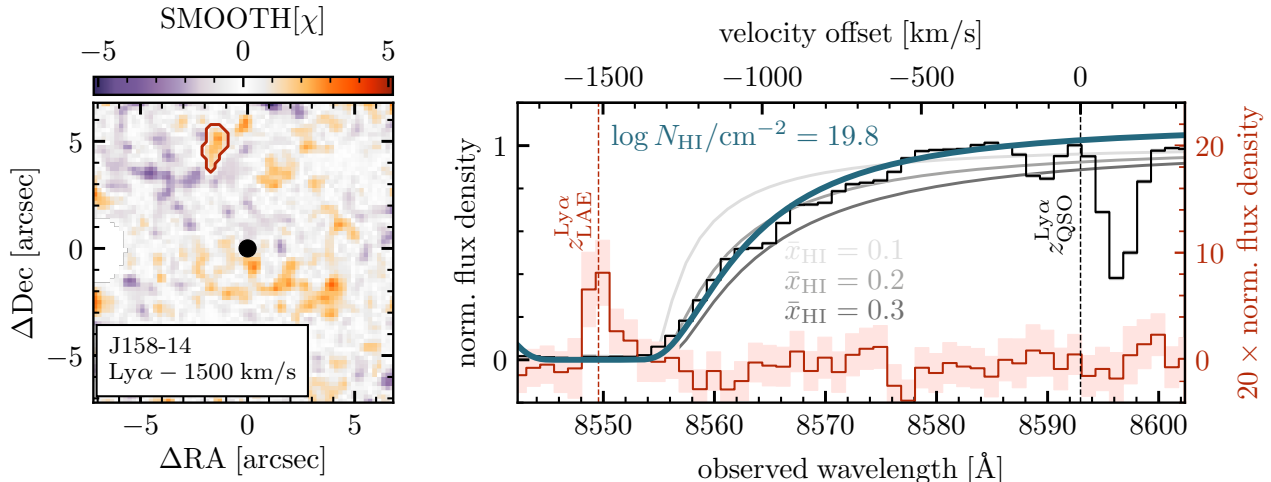 SMOOTH[χ]
−5 0 5
ΔDec [arcsec]
5
0
−5
J158-14
Lyα − 1500 km/s
−5 0 5
ΔRA [arcsec]
velocity offset [km/s]
−1500 −1000 −500 0
norm. flux density
1
0
log N_HI/cm⁻² = 19.8
z_LAE^Lyα
z_QSO^Lyα
x̄_HI = 0.1
x̄_HI = 0.2
x̄_HI = 0.3
20
10
0
20 × norm. flux density
8550 8560 8570 8580 8590 8600
observed wavelength [Å]